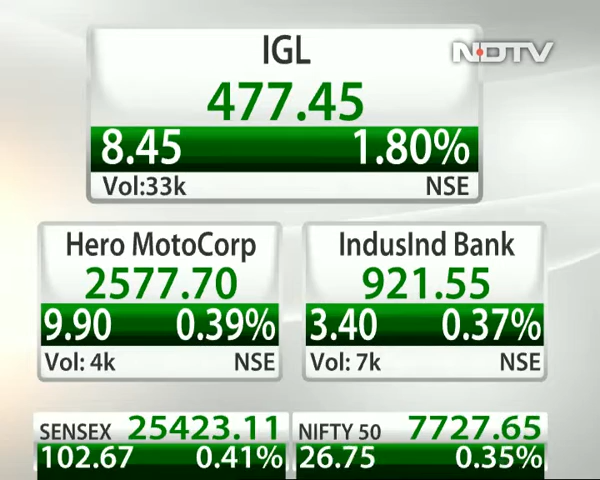 IGL
NDTV
477.45
8.45 1.80%
Vol:33k NSE
Hero MotoCorp
2577.70
9.90 0.39%
Vol: 4k NSE
IndusInd Bank
921.55
3.40 0.37%
Vol: 7k NSE
SENSEX 25423.11
102.67 0.41%
NIFTY 50 7727.65
26.75 0.35%